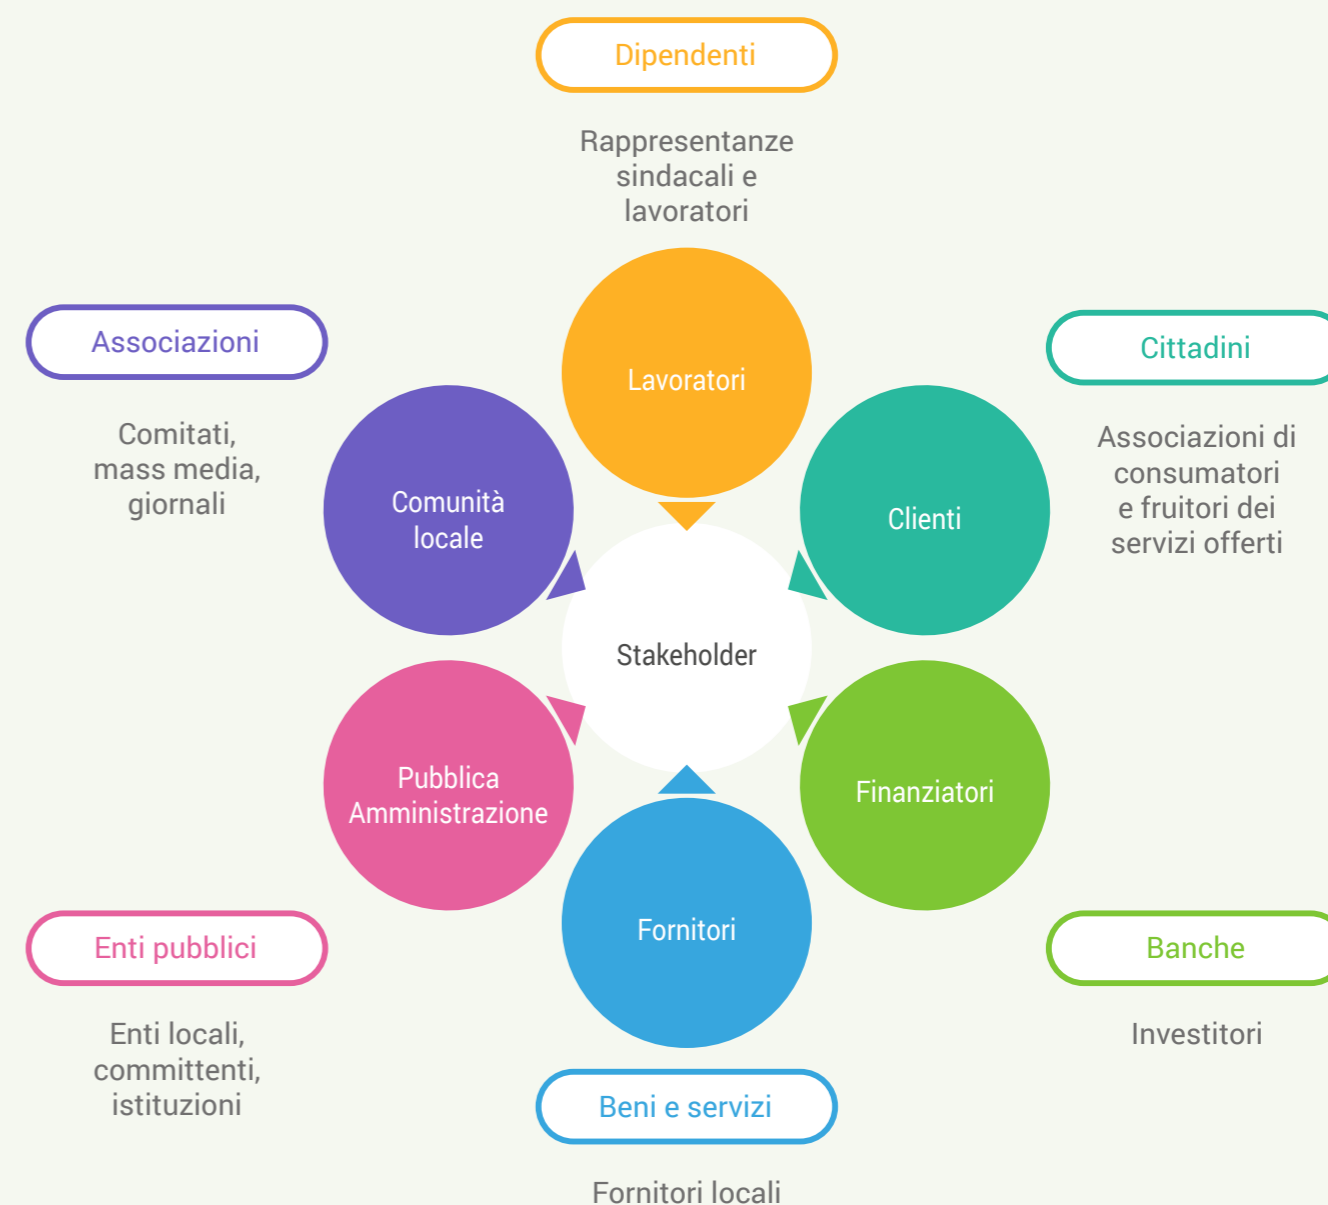 Dipendenti
Rappresentanze
sindacali e
lavoratori
Associazioni
Comitati,
mass media,
giornali
Cittadini
Associazioni di
consumatori
e fruitori dei
servizi offerti
Lavoratori
Comunità
locale
Clienti
Stakeholder
Pubblica
Amministrazione
Finanziatori
Fornitori
Enti pubblici
Enti locali,
committenti,
istituzioni
Banche
Investitori
Beni e servizi
Fornitori locali